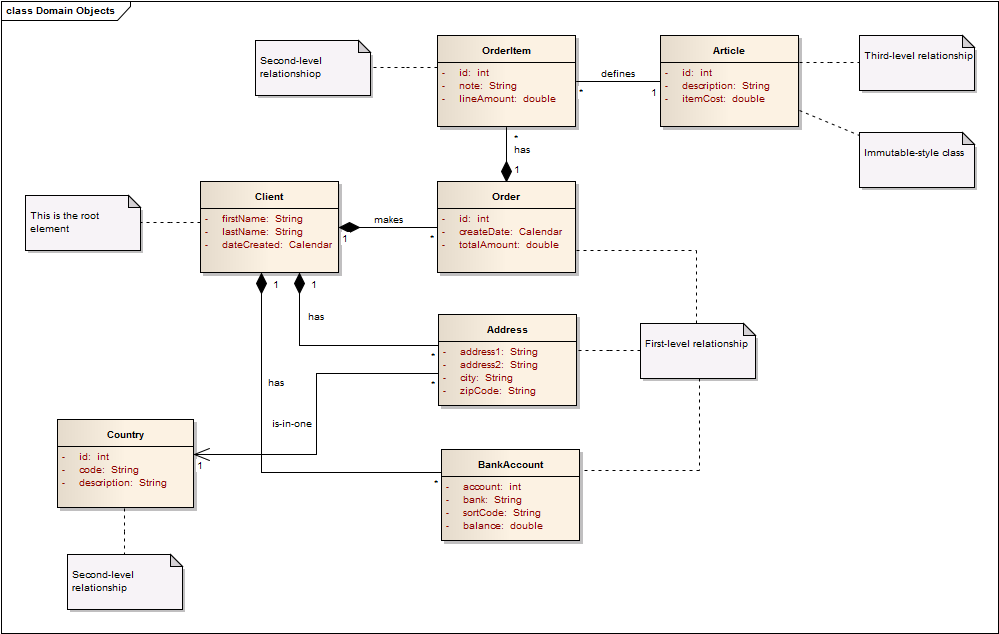 class Domain Objects
Second-level
relationshiop
OrderItem
- id: int
- note: String
- lineAmount: double
defines
*
1
Article
- id: int
- description: String
- itemCost: double
Third-level relationship
Immutable-style class
*
has
1
This is the root
element
Client
- firstName: String
- lastName: String
- dateCreated: Calendar
makes
1
*
Order
- id: int
- createDate: Calendar
- totalAmount: double
1
1
has
*
Address
- address1: String
- address2: String
- city: String
- zipCode: String
First-level relationship
*
has
is-in-one
Country
- id: int
- code: String
- description: String
1
*
BankAccount
- account: int
- bank: String
- sortCode: String
- balance: double
Second-level
relationship